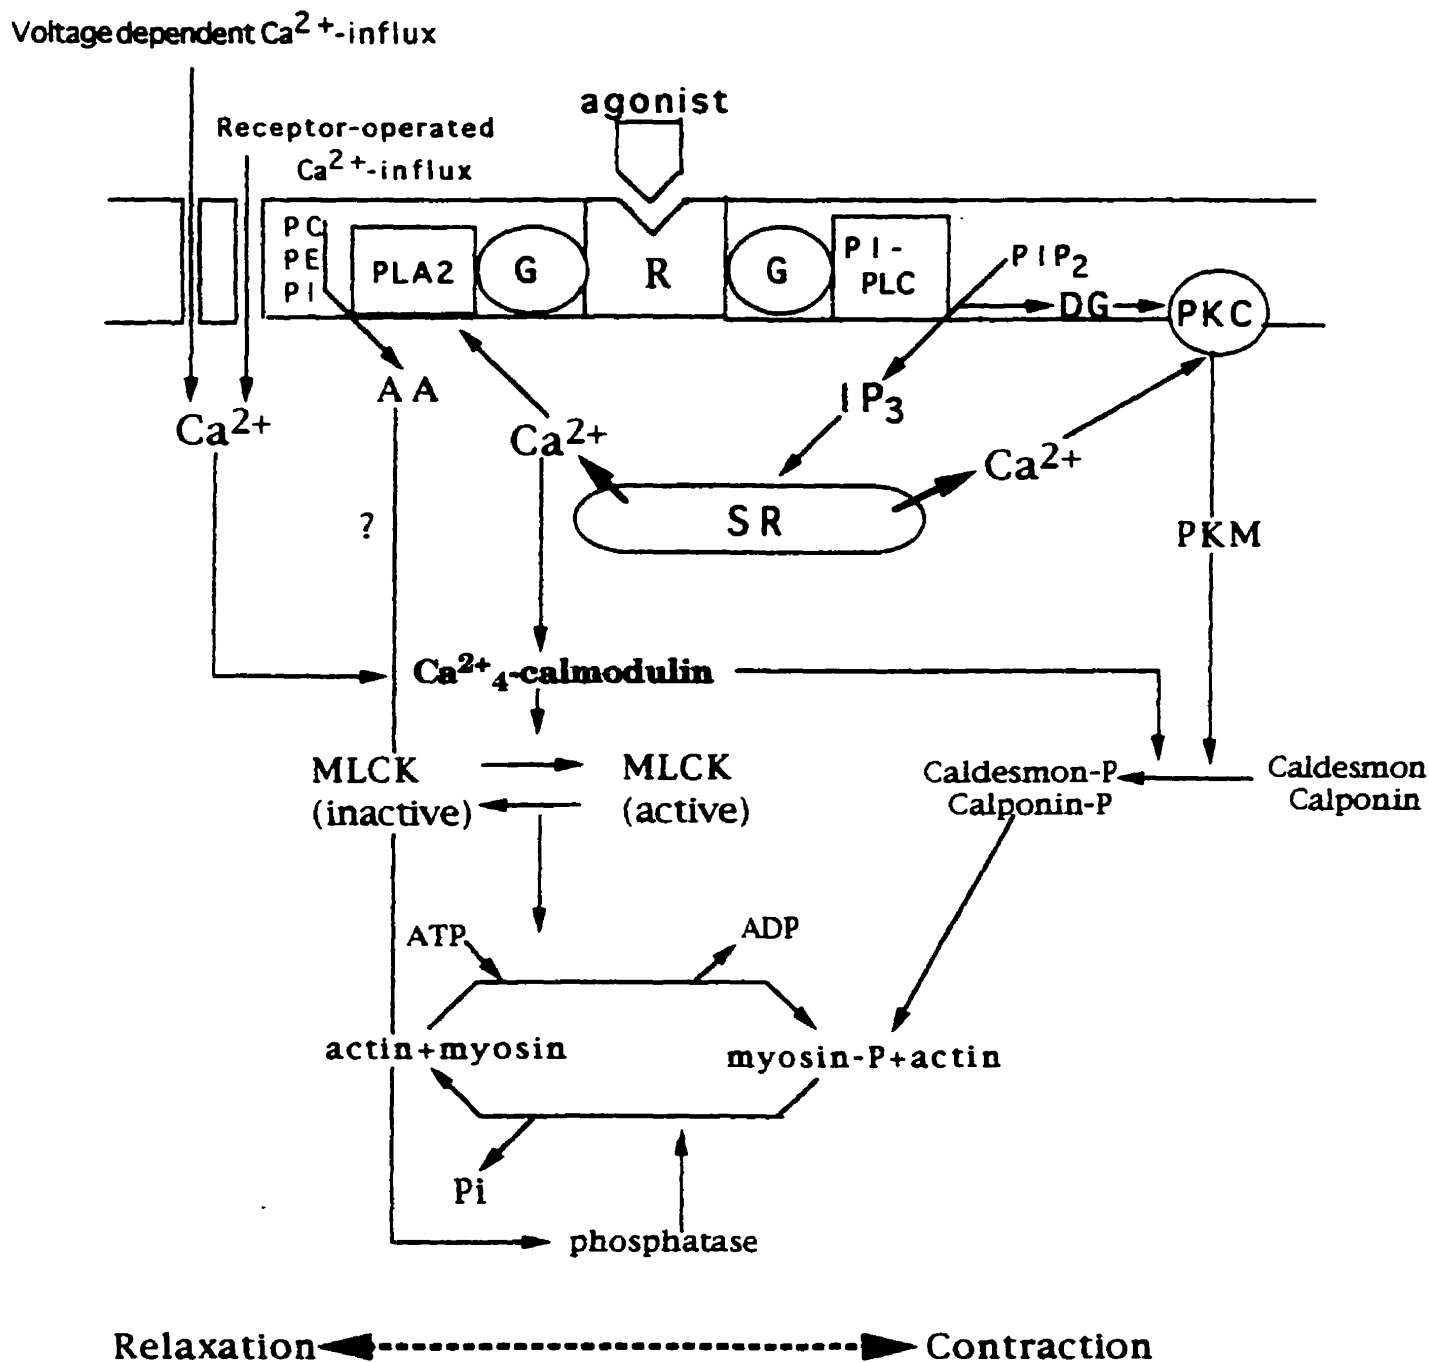 Voltage dependent Ca2+-influx
agonist
Receptor-operated
Ca2+-influx
PC
PE
PI
PLA2
G
R
G
PI-
PLC
PIP2
DG
PKC
AA
IP3
Ca2+
Ca2+
Ca2+
SR
?
PKM
Ca2+4-calmodulin
MLCK
(inactive)
MLCK
(active)
Caldesmon-P
Calponin-P
Caldesmon
Calponin
ATP
ADP
actin+myosin
myosin-P+actin
Pi
phosphatase
Relaxation
Contraction